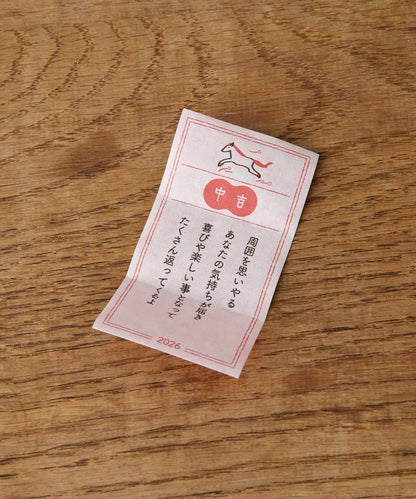 中吉
周囲を思いやる
あなたの気持ちが届き
喜びや楽しい事となって
たくさん返ってくるよ
2026